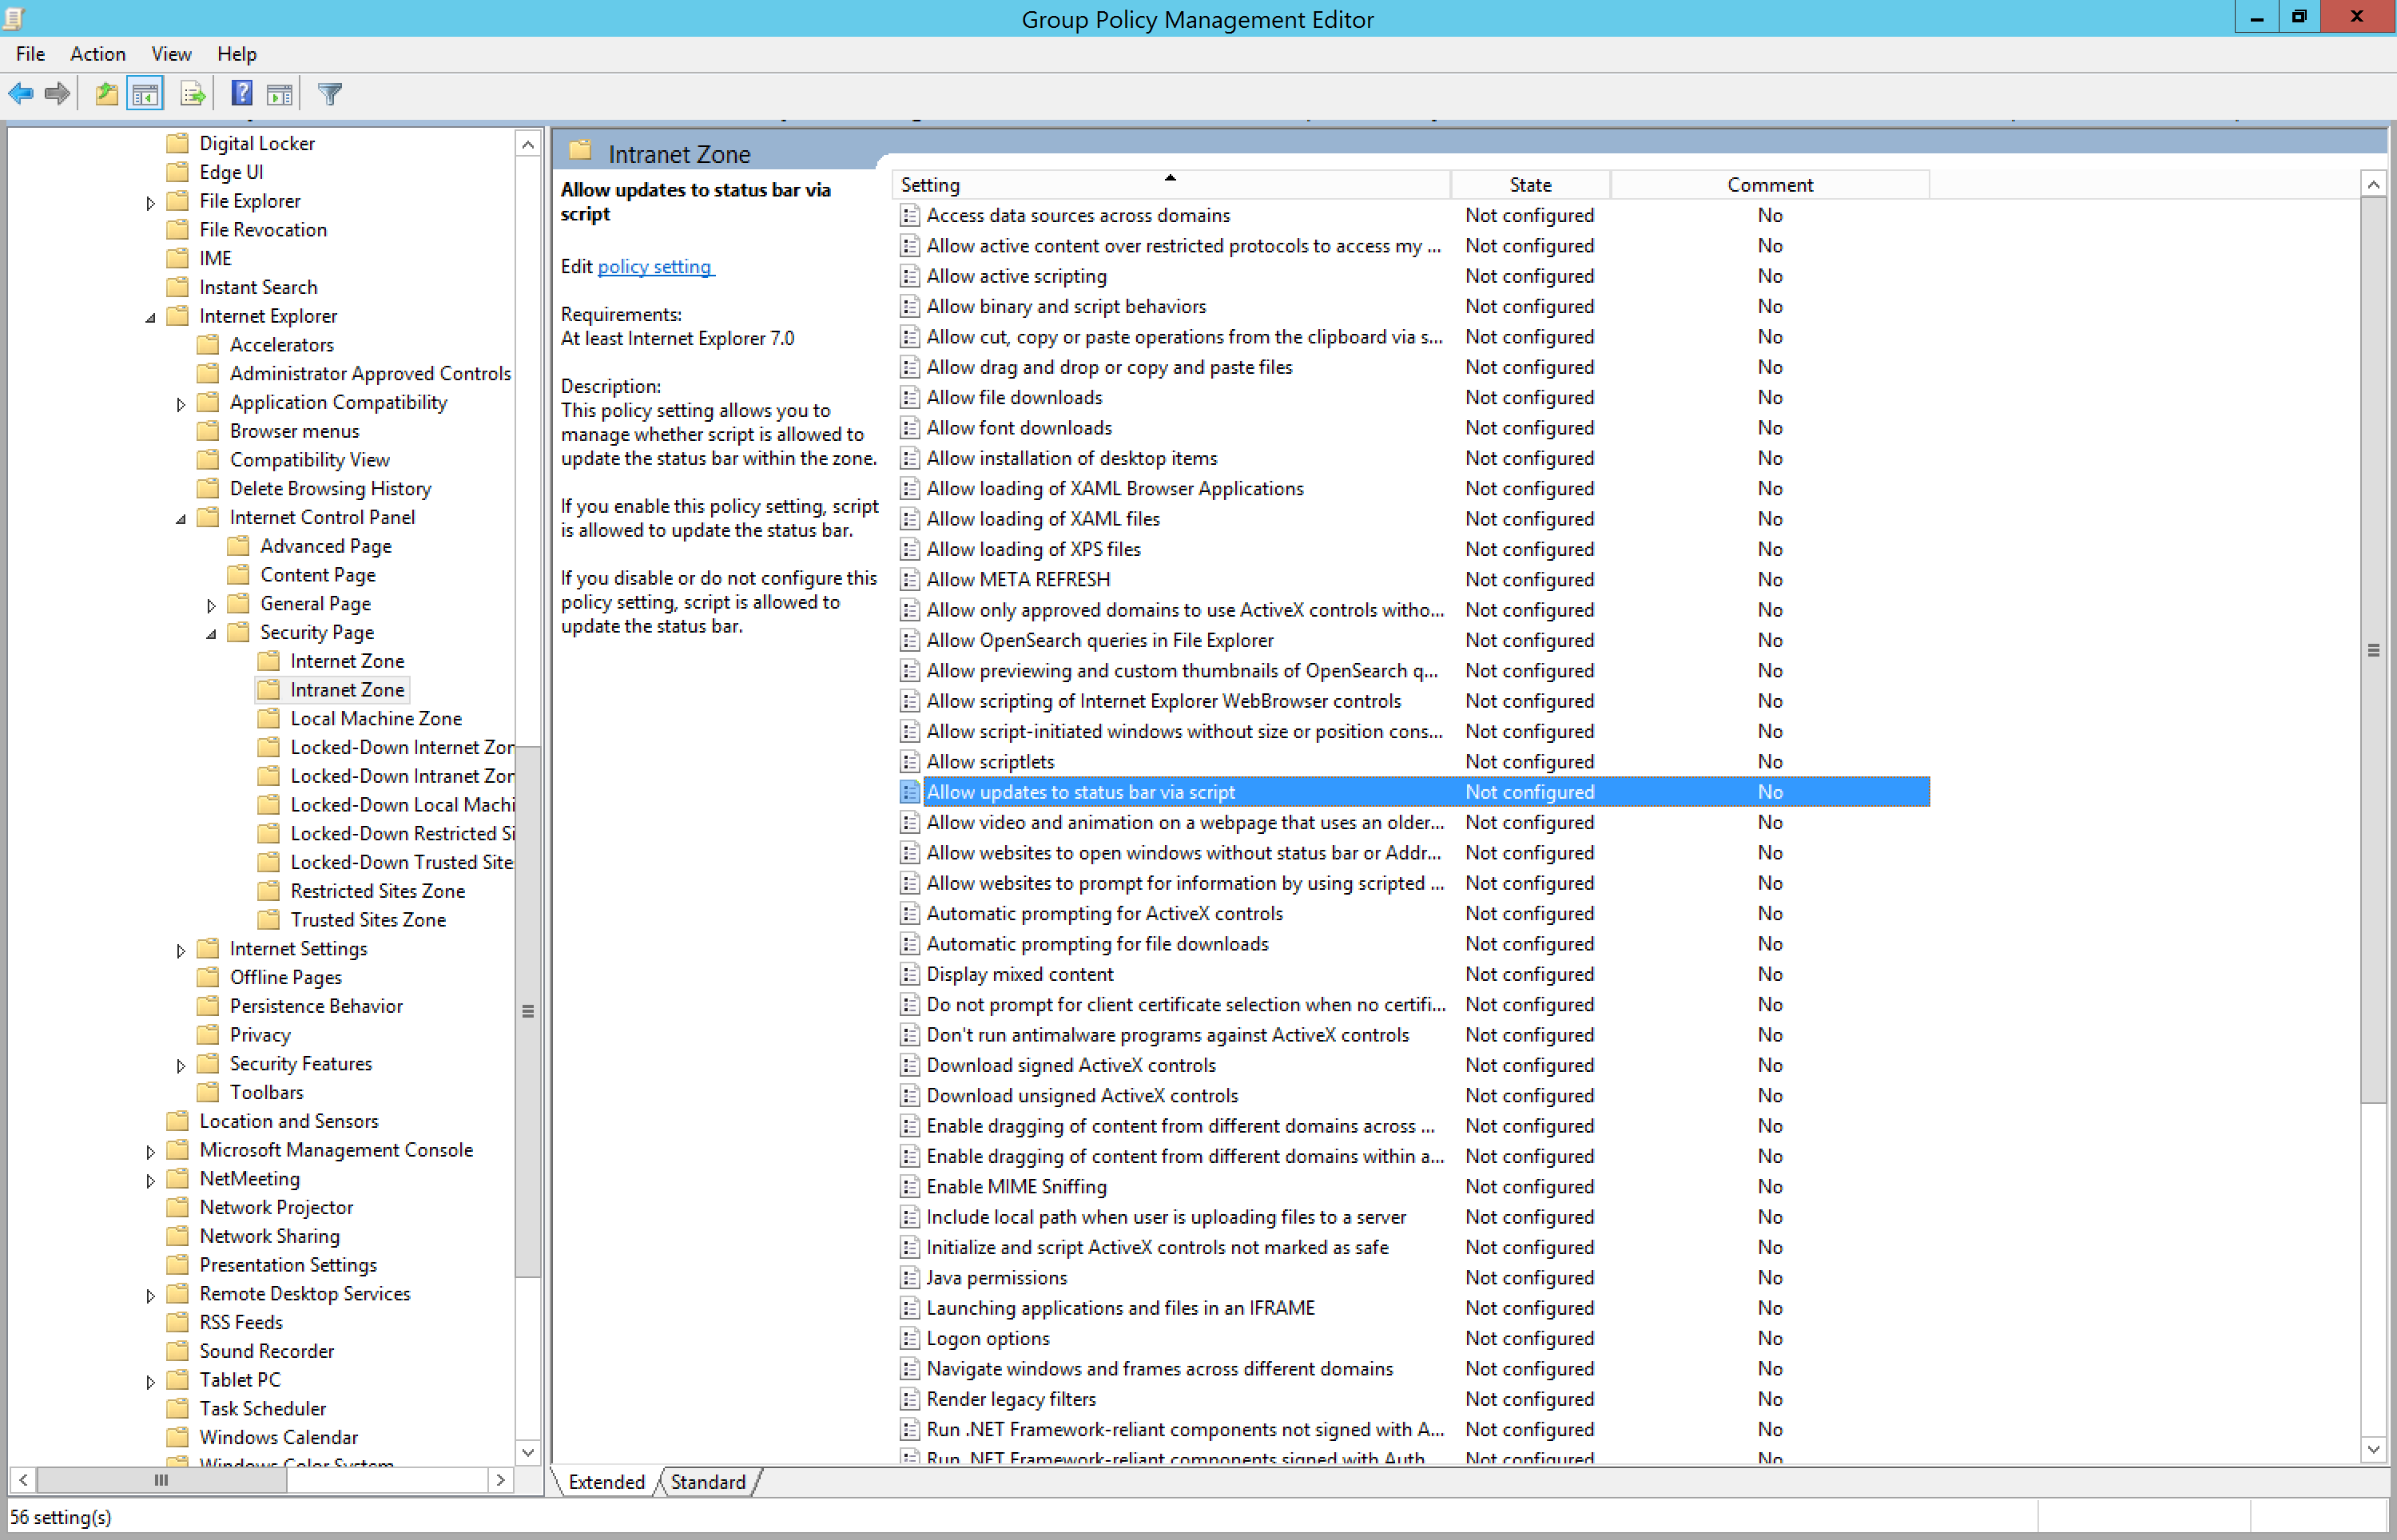 Group Policy Management Editor
File Action View Help
Digital Locker
Edge UI
File Explorer
File Revocation
IME
Instant Search
Internet Explorer
Accelerators
Administrator Approved Controls
Application Compatibility
Browser menus
Compatibility View
Delete Browsing History
Internet Control Panel
Advanced Page
Content Page
General Page
Security Page
Internet Zone
Intranet Zone
Local Machine Zone
Locked-Down Internet Zor
Locked-Down Intranet Zor
Locked-Down Local Machi
Locked-Down Restricted Si
Locked-Down Trusted Site
Restricted Sites Zone
Trusted Sites Zone
Internet Settings
Offline Pages
Persistence Behavior
Privacy
Security Features
Toolbars
Location and Sensors
Microsoft Management Console
NetMeeting
Network Projector
Network Sharing
Presentation Settings
Remote Desktop Services
RSS Feeds
Sound Recorder
Tablet PC
Task Scheduler
Windows Calendar
Windows Color System
Intranet Zone
Allow updates to status bar via
script
Edit policy setting
Requirements:
At least Internet Explorer 7.0
Description:
This policy setting allows you to
manage whether script is allowed to
update the status bar within the zone.
If you enable this policy setting, script
is allowed to update the status bar.
If you disable or do not configure this
policy setting, script is allowed to
update the status bar.
Setting State Comment
Access data sources across domains Not configured No
Allow active content over restricted protocols to access my ... Not configured No
Allow active scripting Not configured No
Allow binary and script behaviors Not configured No
Allow cut, copy or paste operations from the clipboard via s... Not configured No
Allow drag and drop or copy and paste files Not configured No
Allow file downloads Not configured No
Allow font downloads Not configured No
Allow installation of desktop items Not configured No
Allow loading of XAML Browser Applications Not configured No
Allow loading of XAML files Not configured No
Allow loading of XPS files Not configured No
Allow META REFRESH Not configured No
Allow only approved domains to use ActiveX controls witho... Not configured No
Allow OpenSearch queries in File Explorer Not configured No
Allow previewing and custom thumbnails of OpenSearch q... Not configured No
Allow scripting of Internet Explorer WebBrowser controls Not configured No
Allow script-initiated windows without size or position cons... Not configured No
Allow scriptlets Not configured No
Allow updates to status bar via script Not configured No
Allow video and animation on a webpage that uses an older... Not configured No
Allow websites to open windows without status bar or Addr... Not configured No
Allow websites to prompt for information by using scripted ... Not configured No
Automatic prompting for ActiveX controls Not configured No
Automatic prompting for file downloads Not configured No
Display mixed content Not configured No
Do not prompt for client certificate selection when no certifi... Not configured No
Don't run antimalware programs against ActiveX controls Not configured No
Download signed ActiveX controls Not configured No
Download unsigned ActiveX controls Not configured No
Enable dragging of content from different domains across ... Not configured No
Enable dragging of content from different domains within a... Not configured No
Enable MIME Sniffing Not configured No
Include local path when user is uploading files to a server Not configured No
Initialize and script ActiveX controls not marked as safe Not configured No
Java permissions Not configured No
Launching applications and files in an IFRAME Not configured No
Logon options Not configured No
Navigate windows and frames across different domains Not configured No
Render legacy filters Not configured No
Run .NET Framework-reliant components not signed with A... Not configured No
Run .NET Framework-reliant components signed with Auth Not configured No
Extended Standard
56 setting(s)